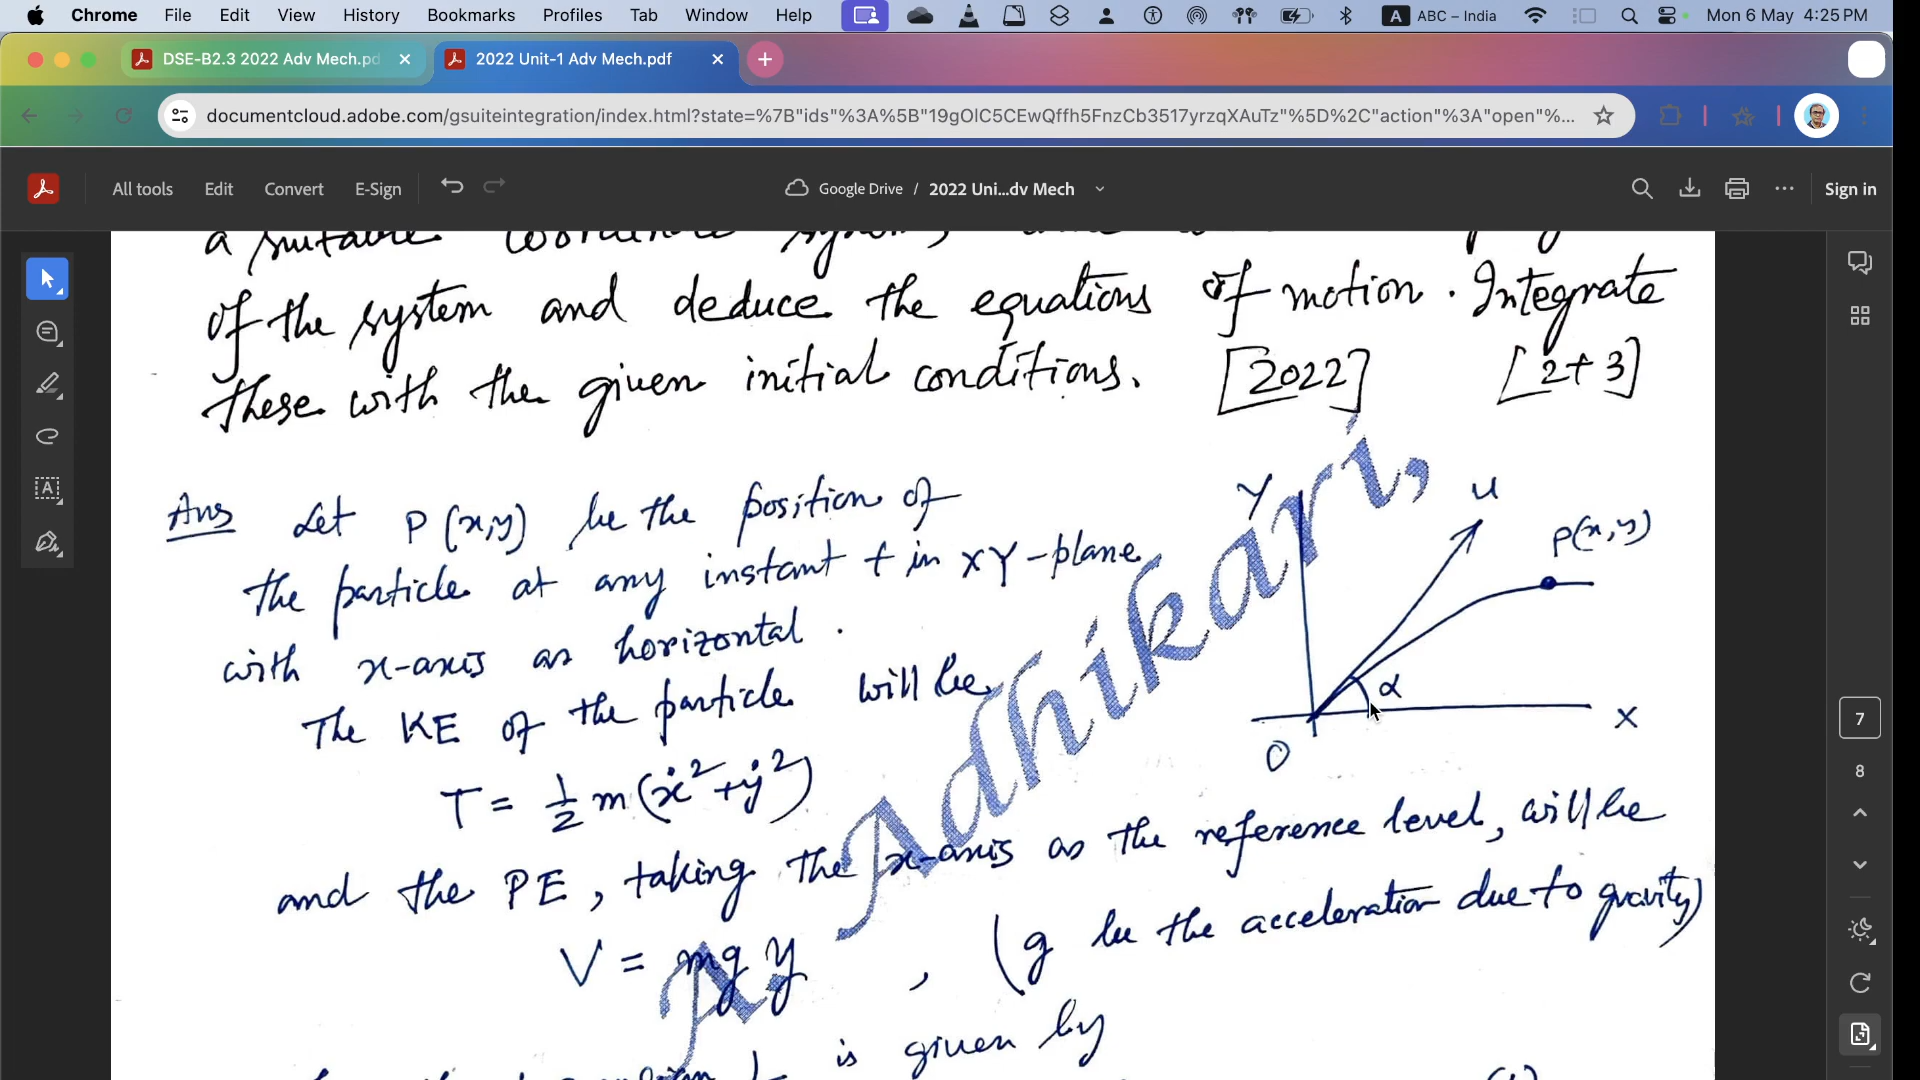 Chrome File Edit View History Bookmarks Profiles Tab Window Help A ABC – India Mon 6 May 4:25 PM
DSE-B2.3 2022 Adv Mech.pd 2022 Unit-1 Adv Mech.pdf
documentcloud.adobe.com/gsuiteintegration/index.html?state=%7B"ids"%3A%5B"19gOlC5CEwQffh5FnzCb3517yrzqXAuTz"%5D%2C"action"%3A"open"%...
All tools Edit Convert E-Sign Google Drive / 2022 Uni...dv Mech Sign in
a suitable coordinate system,
of the system and deduce the equations of motion. Integrate
these with the given initial conditions. [2022] [2+3]
Ans Let P(x,y) be the position of
the particle at any instant t in XY-plane
with x-axis as horizontal.
The KE of the particle will be
T = 1/2 m(ẋ² + ẏ²)
Y u P(x,y)
α
O X
and the PE, taking the x-axis as the reference level, will be
V = mgy , (g be the acceleration due to gravity)
is given by
A. Adhikari,
7
8